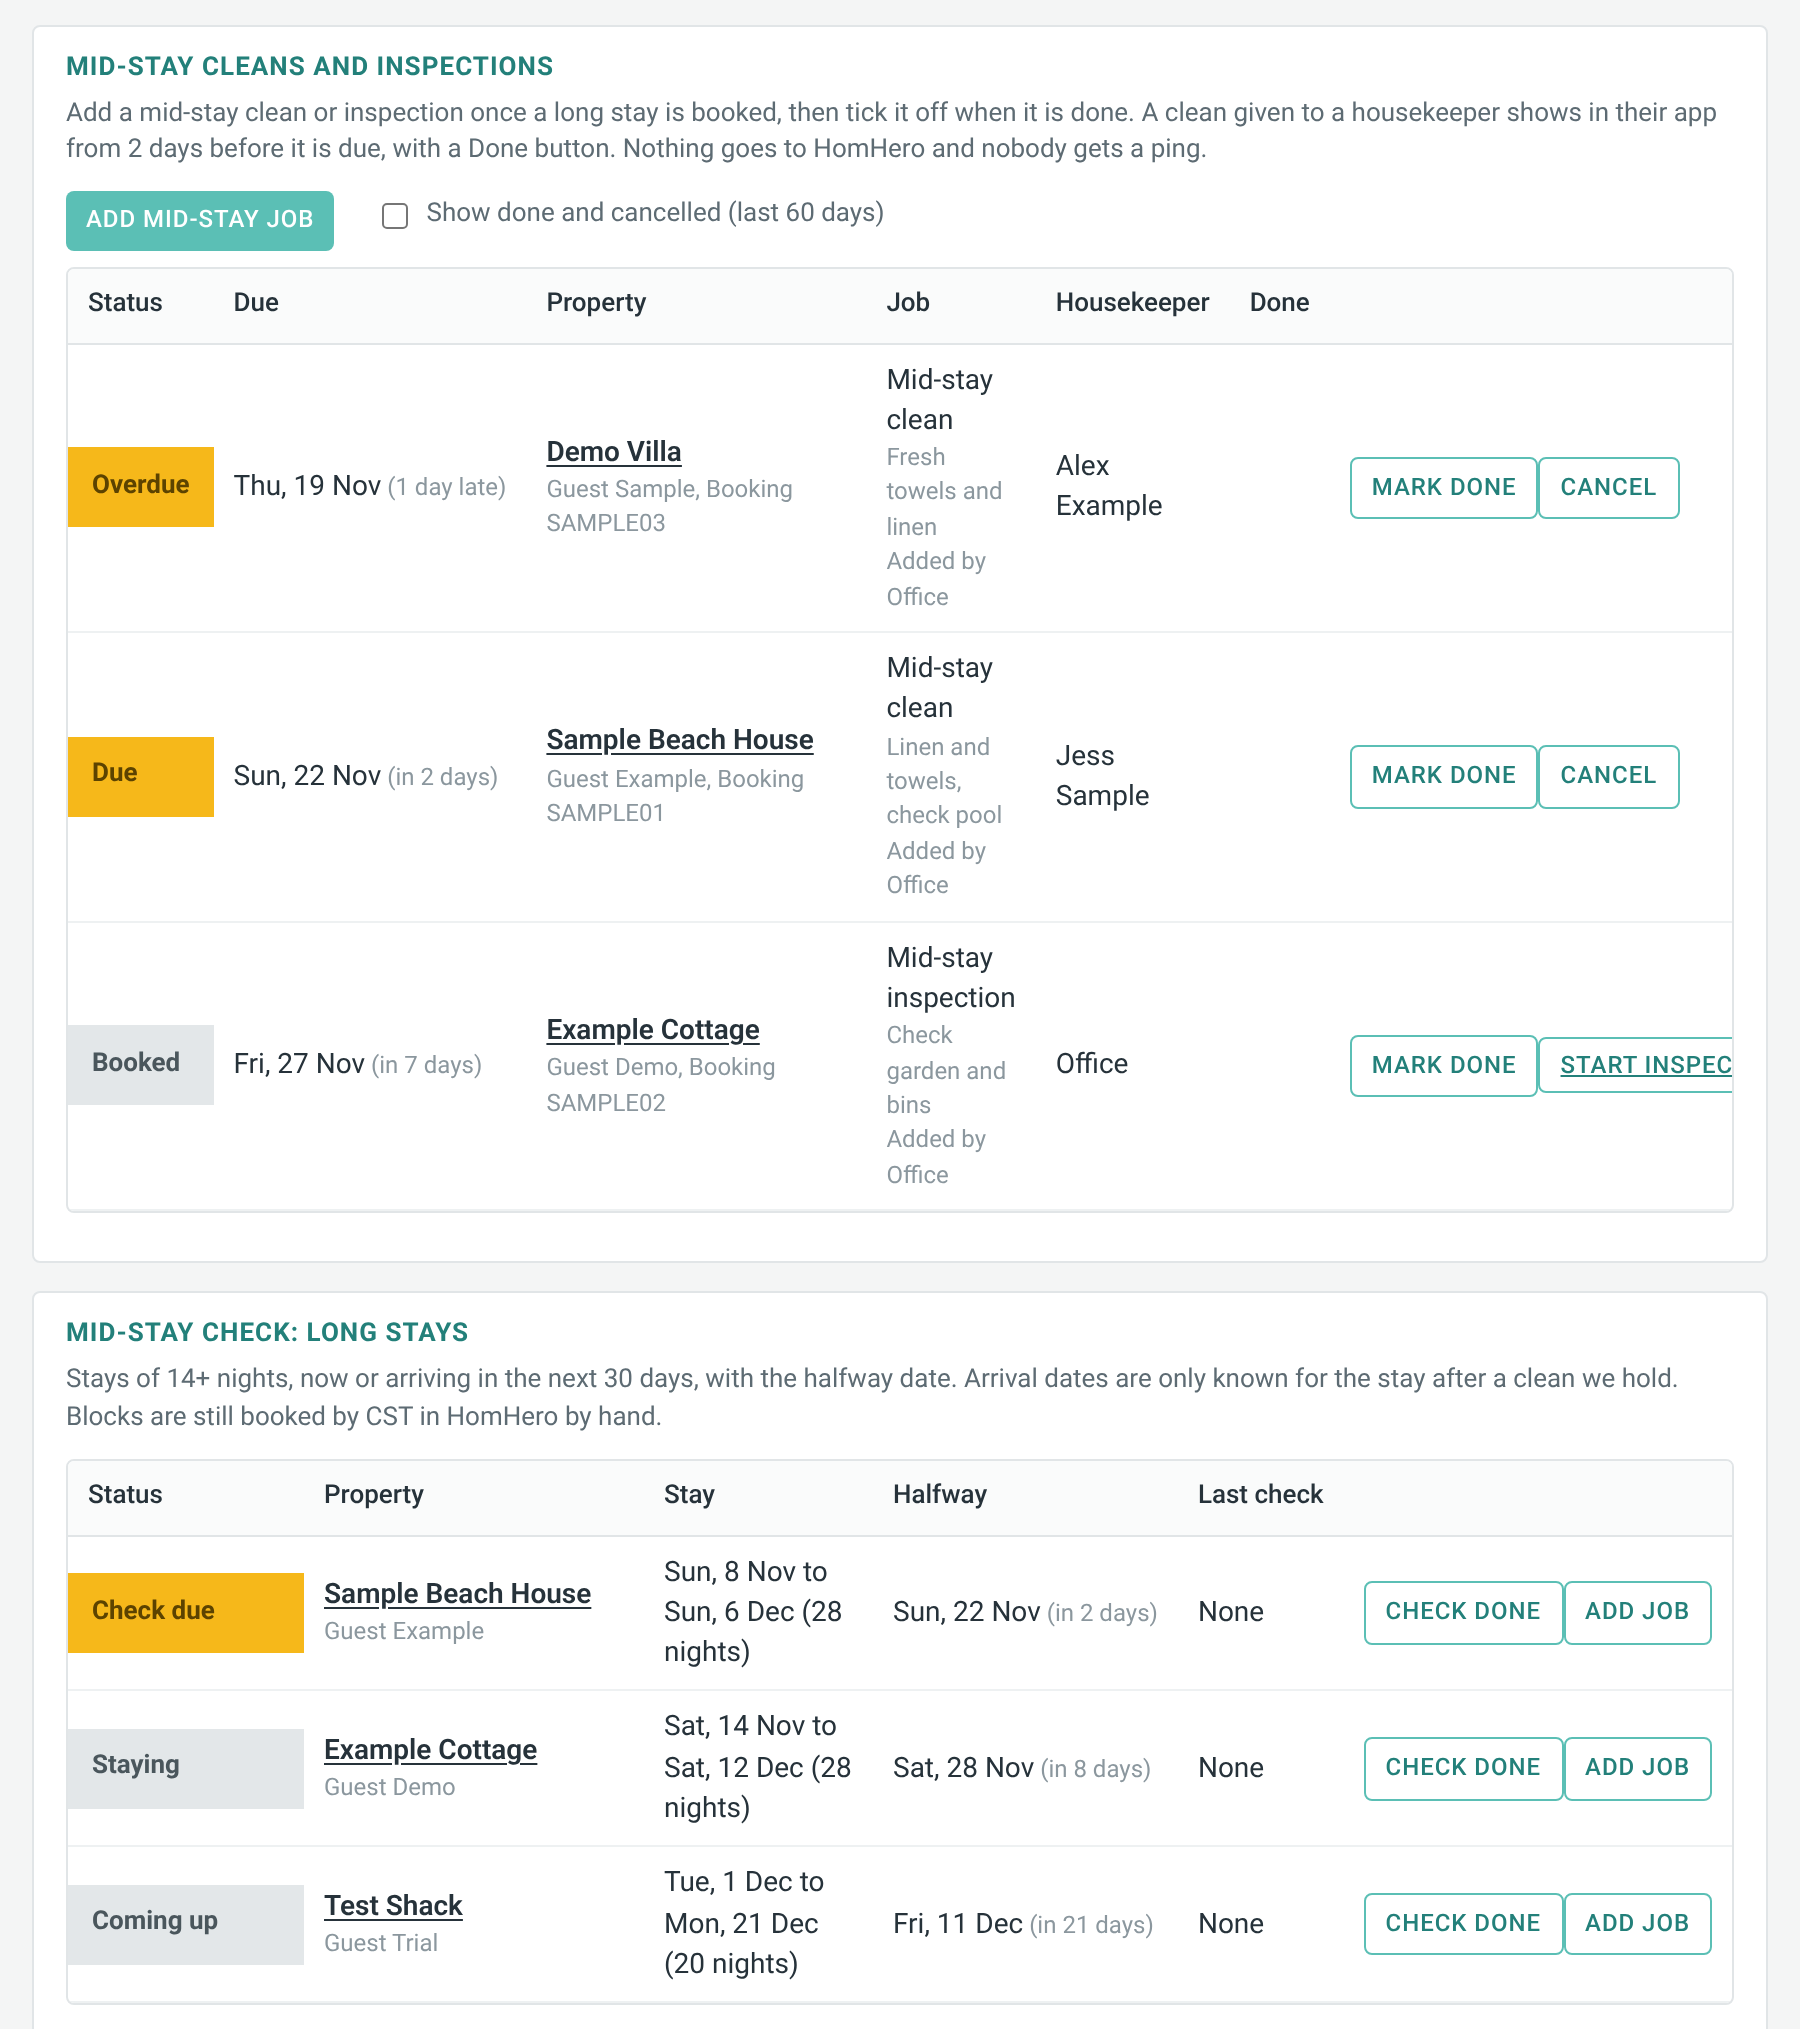 MID-STAY CLEANS AND INSPECTIONS
Add a mid-stay clean or inspection once a long stay is booked, then tick it off when it is done. A clean given to a housekeeper shows in their app
from 2 days before it is due, with a Done button. Nothing goes to HomHero and nobody gets a ping.
ADD MID-STAY JOB
Show done and cancelled (last 60 days)
Status Due Property Job Housekeeper Done
Overdue
Thu, 19 Nov (1 day late)
Demo Villa
Guest Sample, Booking
SAMPLE03
Mid-stay
clean
Fresh
towels and
linen
Added by
Office
Alex
Example
MARK DONE
CANCEL
Due
Sun, 22 Nov (in 2 days)
Sample Beach House
Guest Example, Booking
SAMPLE01
Mid-stay
clean
Linen and
towels,
check pool
Added by
Office
Jess
Sample
MARK DONE
CANCEL
Booked
Fri, 27 Nov (in 7 days)
Example Cottage
Guest Demo, Booking
SAMPLE02
Mid-stay
inspection
Check
garden and
bins
Added by
Office
Office
MARK DONE
START INSPEC
MID-STAY CHECK: LONG STAYS
Stays of 14+ nights, now or arriving in the next 30 days, with the halfway date. Arrival dates are only known for the stay after a clean we hold.
Blocks are still booked by CST in HomHero by hand.
Status Property Stay Halfway Last check
Check due
Sample Beach House
Guest Example
Sun, 8 Nov to
Sun, 6 Dec (28
nights)
Sun, 22 Nov (in 2 days)
None
CHECK DONE
ADD JOB
Staying
Example Cottage
Guest Demo
Sat, 14 Nov to
Sat, 12 Dec (28
nights)
Sat, 28 Nov (in 8 days)
None
CHECK DONE
ADD JOB
Coming up
Test Shack
Guest Trial
Tue, 1 Dec to
Mon, 21 Dec
(20 nights)
Fri, 11 Dec (in 21 days)
None
CHECK DONE
ADD JOB